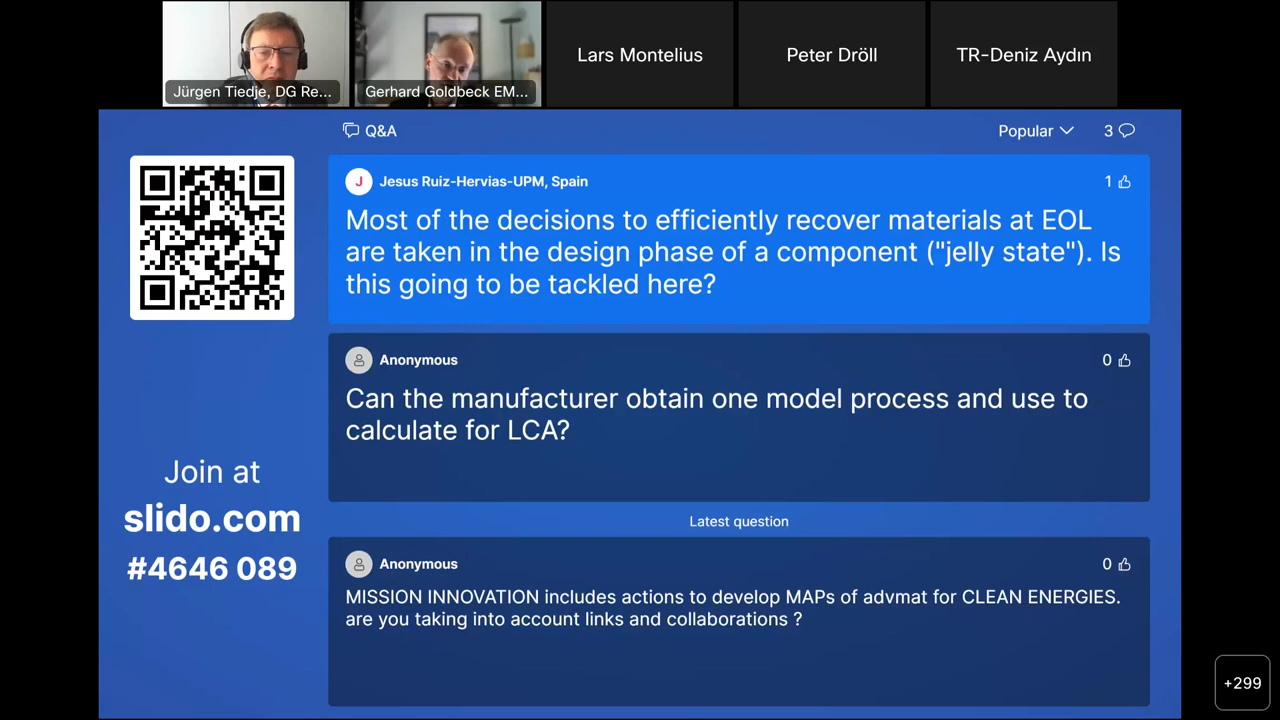 Jürgen Tiedje, DG Re...
Gerhard Goldbeck EM...
Lars Montelius
Peter Dröll
TR-Deniz Aydın
Q&A
Popular
3
J
Jesus Ruiz-Hervias-UPM, Spain
1
Most of the decisions to efficiently recover materials at EOL
are taken in the design phase of a component ("jelly state"). Is
this going to be tackled here?
Anonymous
0
Can the manufacturer obtain one model process and use to
calculate for LCA?
Join at
slido.com
#4646 089
Latest question
Anonymous
0
MISSION INNOVATION includes actions to develop MAPs of advmat for CLEAN ENERGIES.
are you taking into account links and collaborations ?
+299